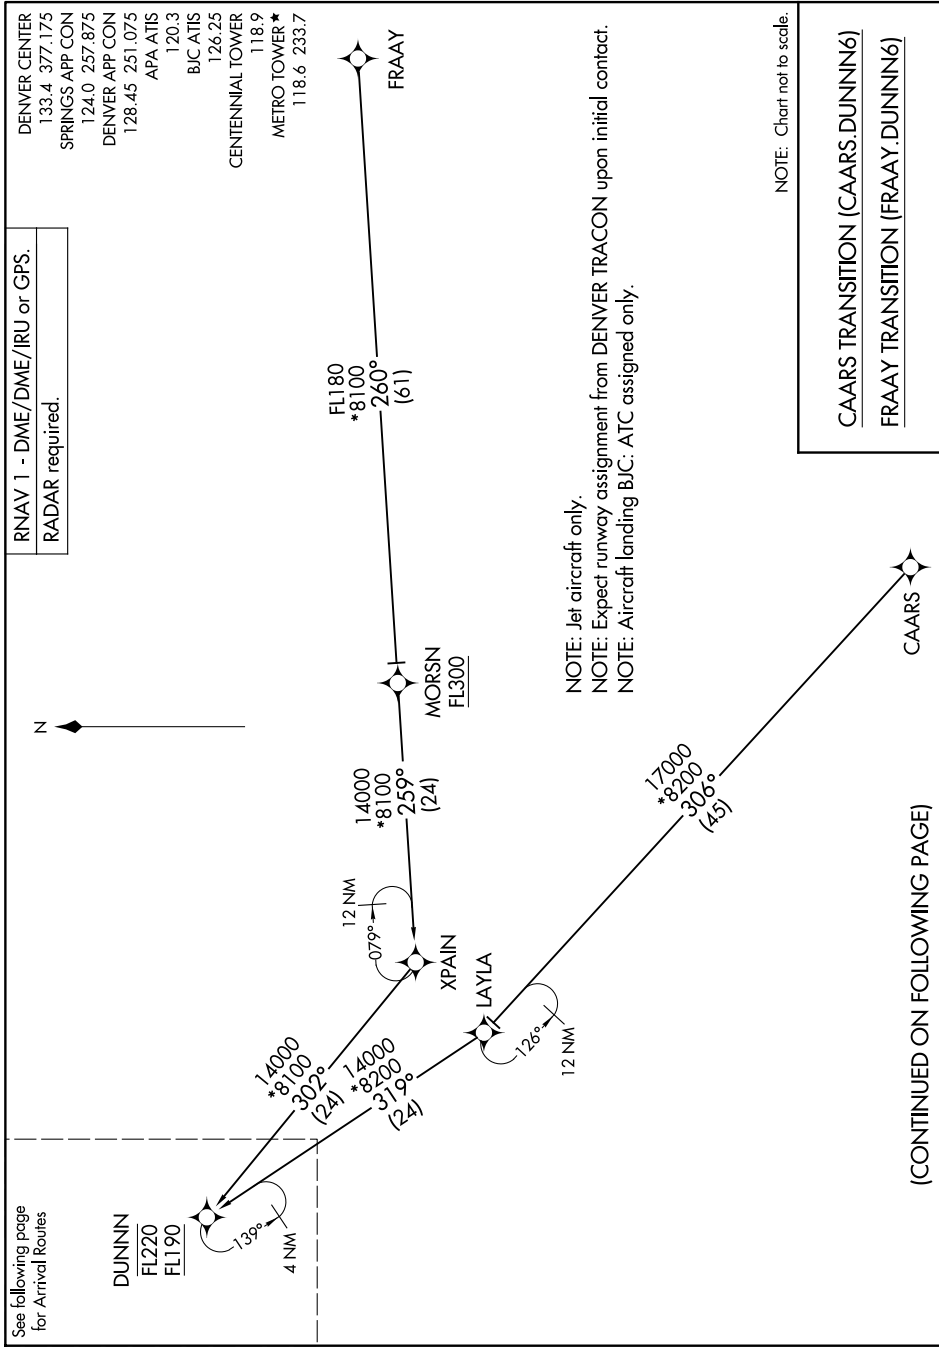 See following page
for Arrival Routes
RNAV 1 - DME/DME/IRU or GPS.
RADAR required.
DENVER CENTER
133.4 377.175
SPRINGS APP CON
124.0 257.875
DENVER APP CON
128.45 251.075
APA ATIS
120.3
BJC ATIS
126.25
CENTENNIAL TOWER
118.9
METRO TOWER★
118.6 233.7
N
DUNNN
FL220
FL190
139°
4 NM
14000
*8100
302°
(24)
14000
*8200
319°
(24)
12 NM
079°
XPAIN
14000
*8100
259°
(24)
MORSN
FL300
FL180
*8100
260°
(61)
FRAAY
LAYLA
126°
12 NM
17000
*8200
306°
(45)
CAARS
NOTE: Jet aircraft only.
NOTE: Expect runway assignment from DENVER TRACON upon initial contact.
NOTE: Aircraft landing BJC: ATC assigned only.
NOTE: Chart not to scale.
CAARS TRANSITION (CAARS.DUNNN6)
FRAAY TRANSITION (FRAAY.DUNNN6)
(CONTINUED ON FOLLOWING PAGE)